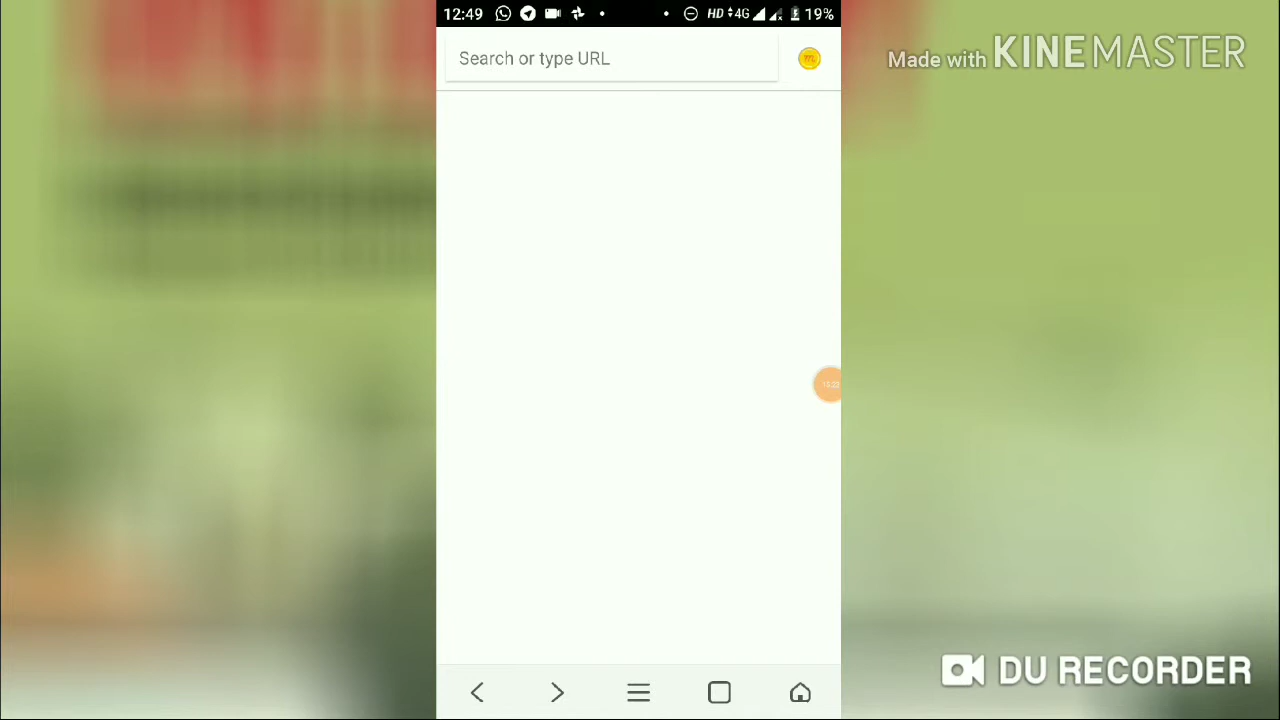 12:49 HD 4G 19%
Search or type URL
Made with KINEMASTER
DU RECORDER